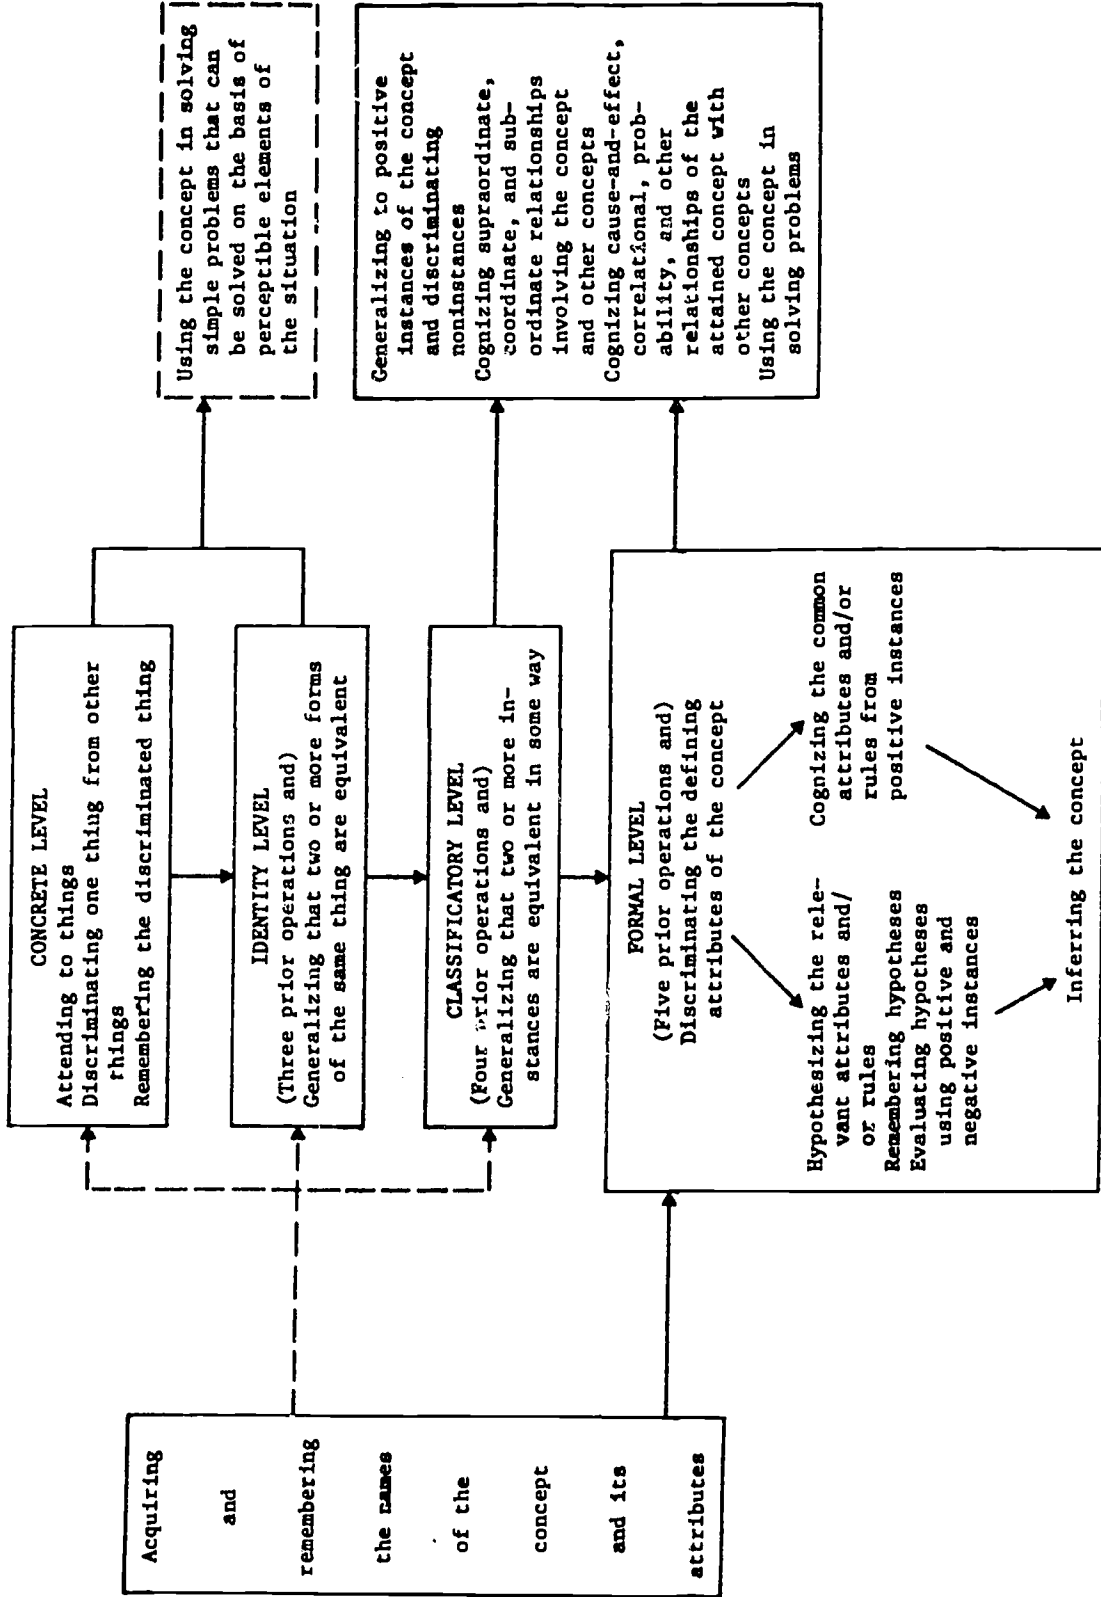 Acquiring
and
remembering
the names
of the
concept
and its
attributes
CONCRETE LEVEL
Attending to things
Discriminating one thing from other
things
Remembering the discriminated thing
IDENTITY LEVEL
(Three prior operations and)
Generalizing that two or more forms
of the same thing are equivalent
CLASSIFICATORY LEVEL
(Four prior operations and)
Generalizing that two or more in-
stances are equivalent in some way
FORMAL LEVEL
(Five prior operations and)
Discriminating the defining
attributes of the concept
Hypothesizing the rele-
vant attributes and/
or rules
Remembering hypotheses
Evaluating hypotheses
using positive and
negative instances
Cognizing the common
attributes and/or
rules from
positive instances
Inferring the concept
Using the concept in solving
simple problems that can
be solved on the basis of
perceptible elements of
the situation
Generalizing to positive
instances of the concept
and discriminating
noninstances
Cognizing supraordinate,
coordinate, and sub-
ordinate relationships
involving the concept
and other concepts
Cognizing cause-and-effect,
correlational, prob-
ability, and other
relationships of the
attained concept with
other concepts
Using the concept in
solving problems